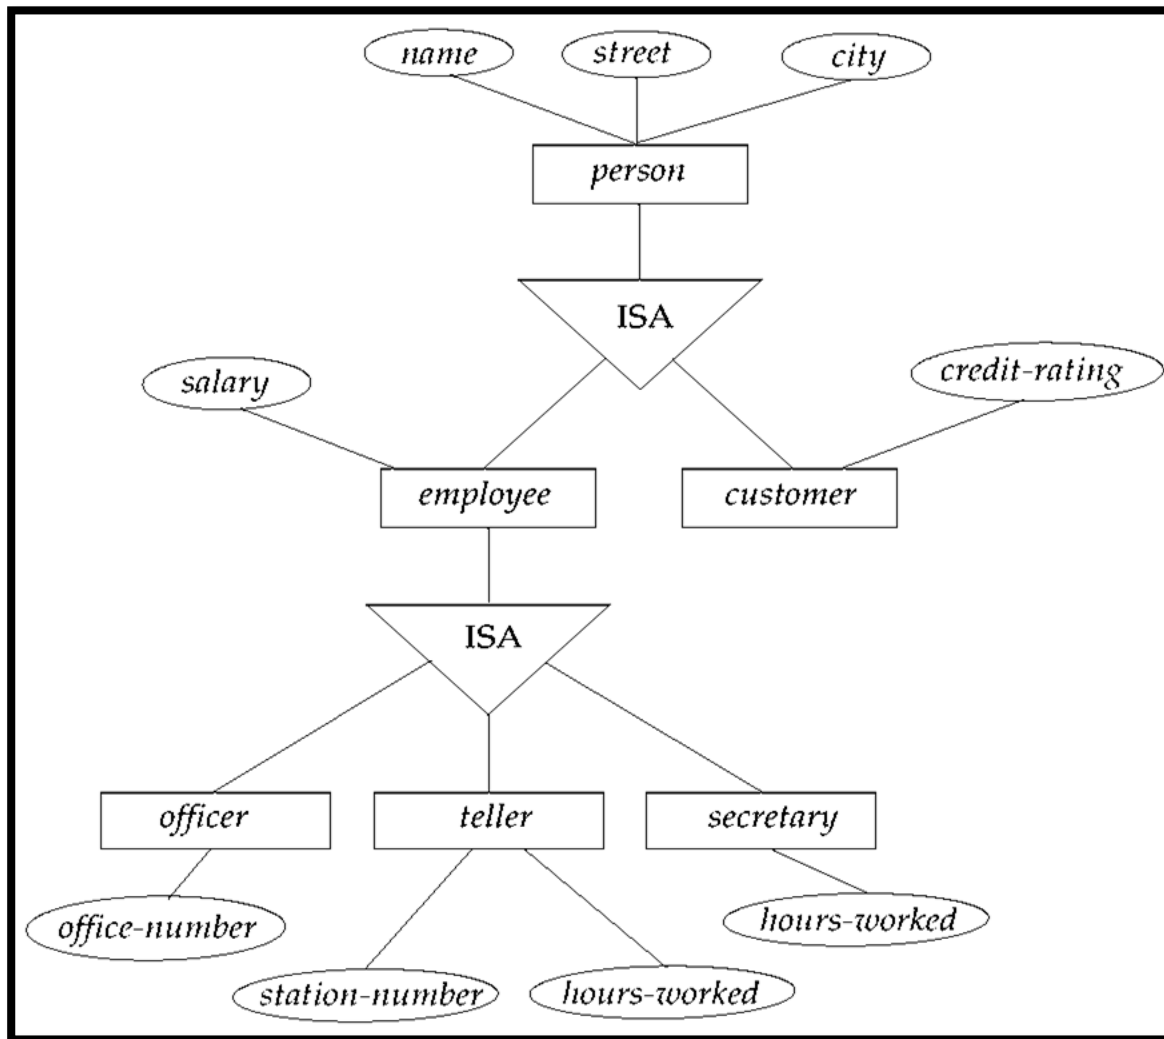 name street city
person
ISA
salary credit-rating
employee customer
ISA
officer teller secretary
office-number hours-worked
station-number hours-worked